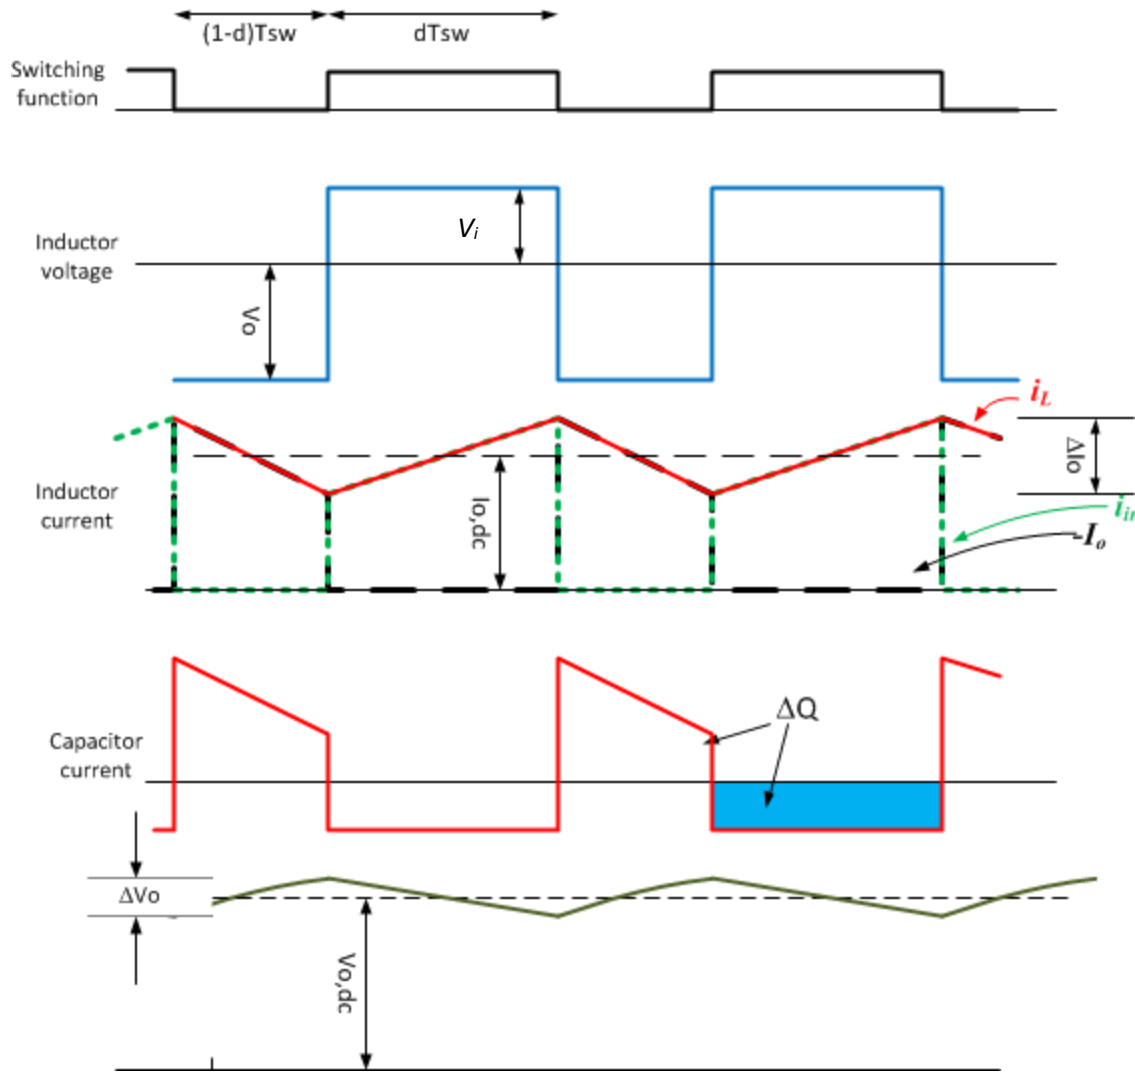 (1-d)Tsw
dTsw
Switching
function
Vi
Inductor
voltage
Vo
iL
ΔIo
Inductor
current
Io,dc
iin
-Io
ΔQ
Capacitor
current
ΔVo
Vo,dc